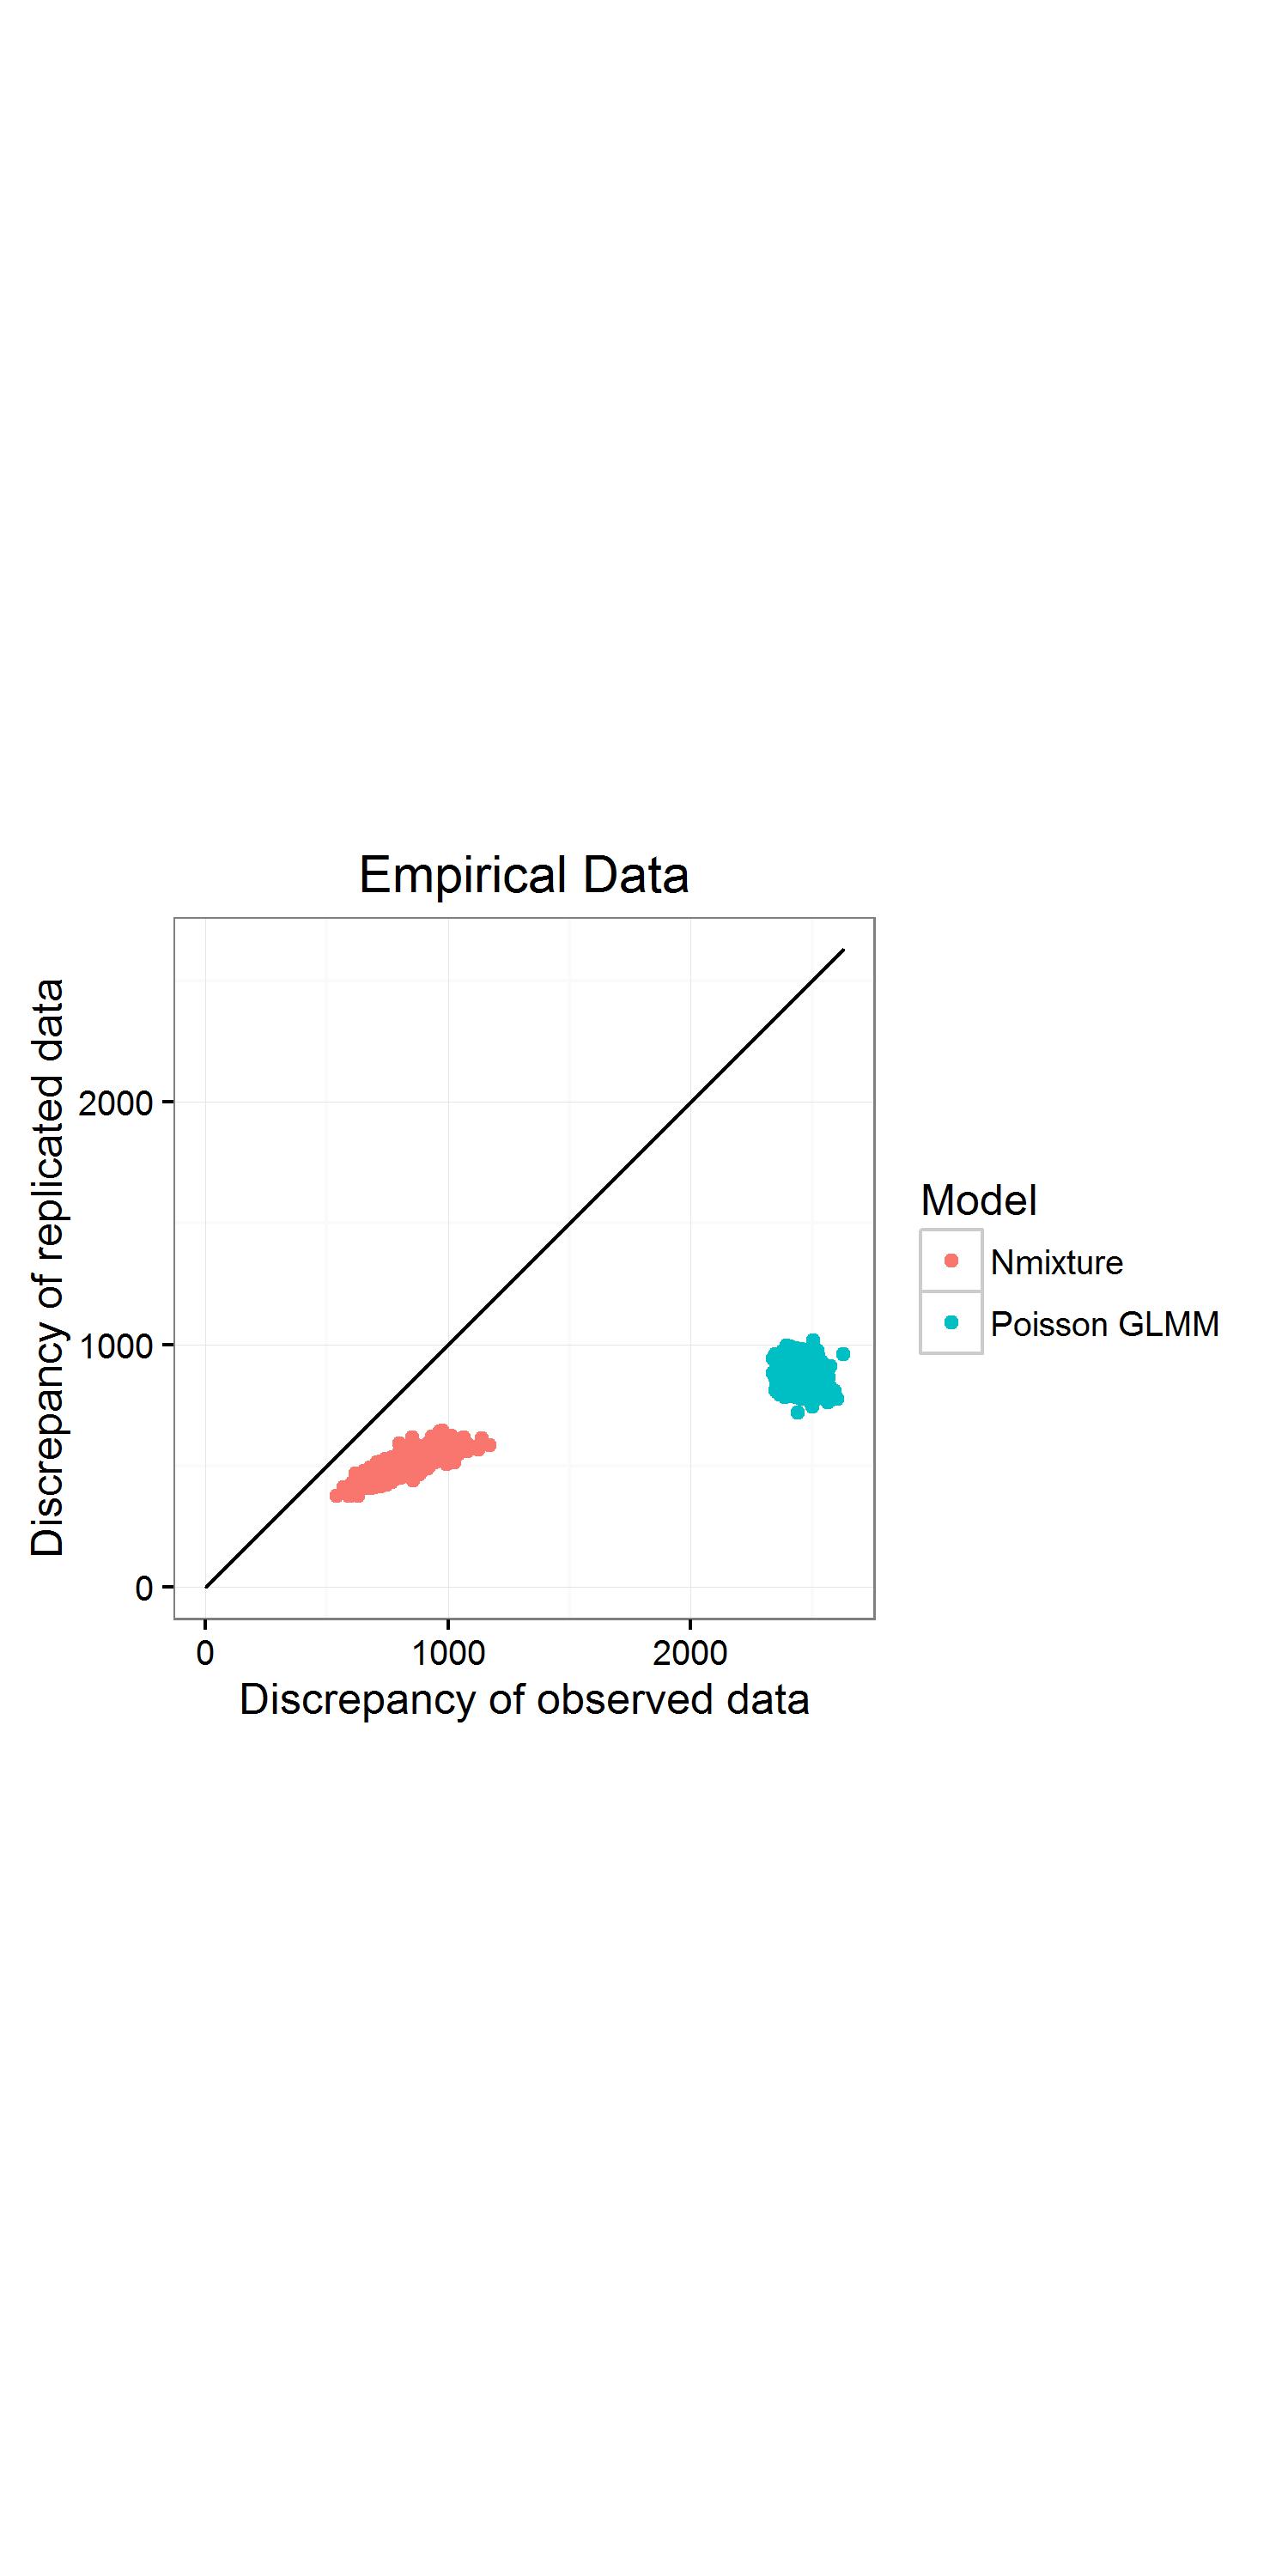 Empirical Data
Discrepancy of replicated data
2000
1000
0
0 1000 2000
Discrepancy of observed data
Model
Nmixture
Poisson GLMM